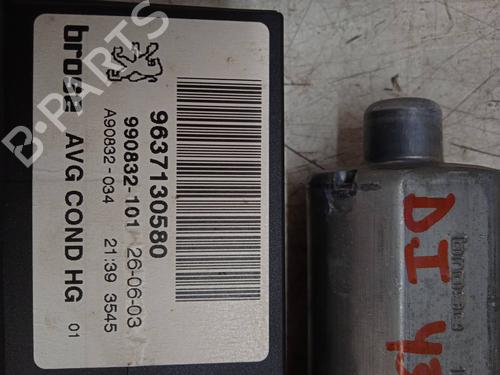 brose AVG COND HG 01
9637130580
990832-101 26-06-03
A90832-034 21:39 3545
DI
B-PARTS